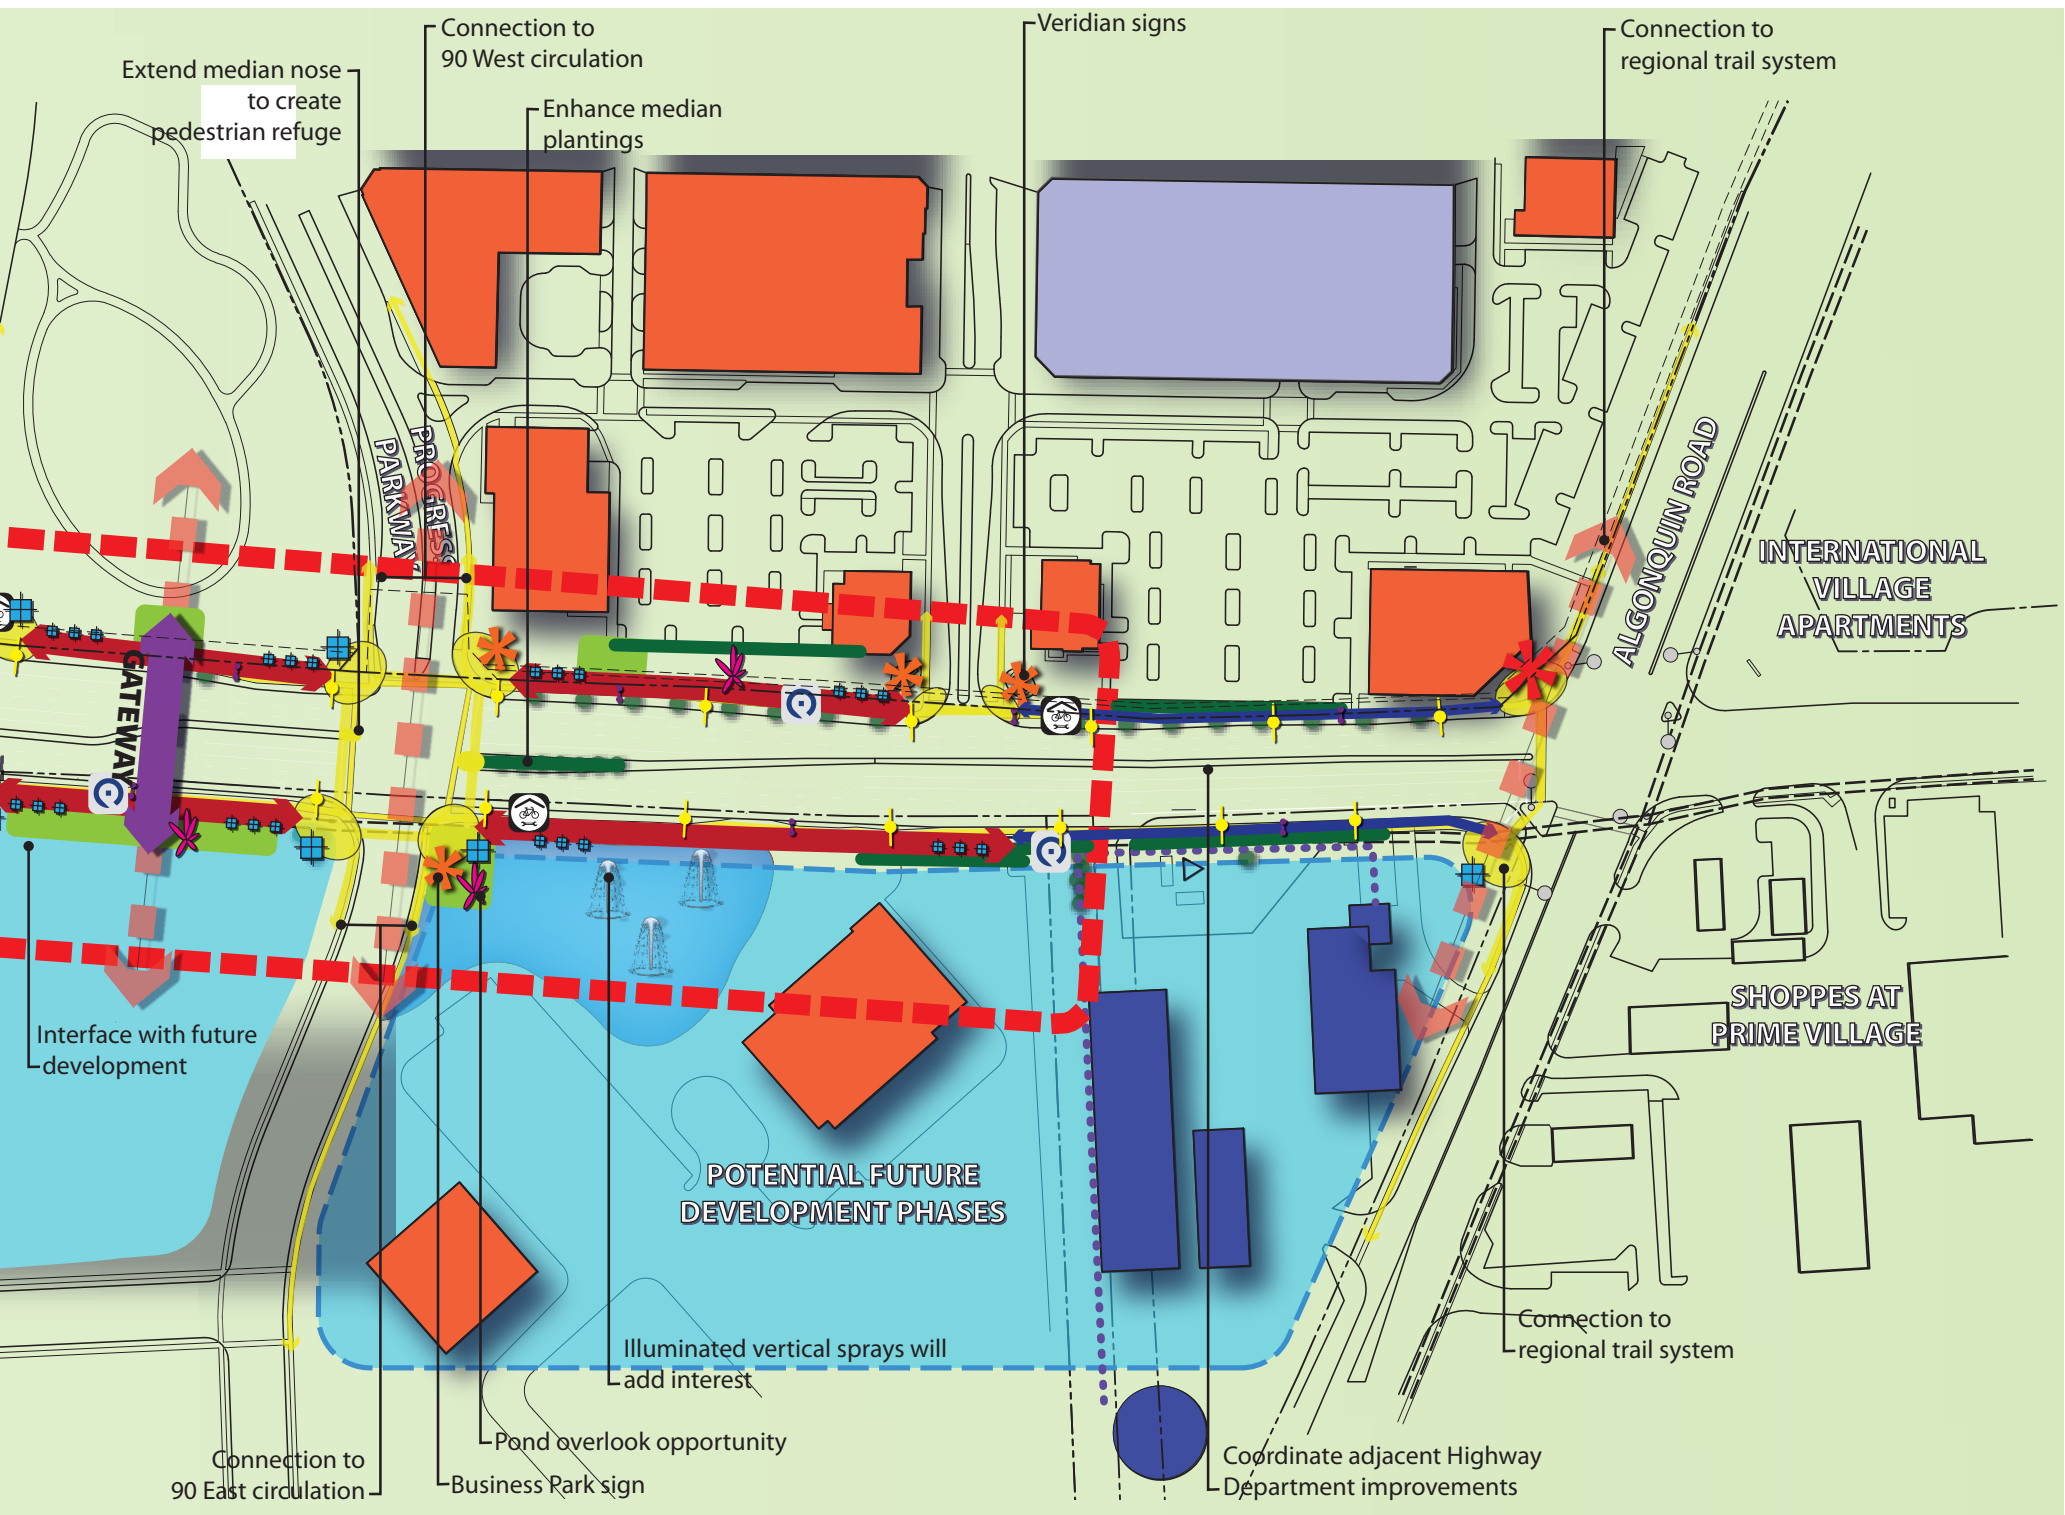 Connection to
90 West circulation
Veridian signs
Connection to
regional trail system
Extend median nose
to create
pedestrian refuge
Enhance median
plantings
PROGRESS
PARKWAY
ALGONQUIN ROAD
INTERNATIONAL
VILLAGE
APARTMENTS
GATEWAY
SHOPPES AT
PRIME VILLAGE
Interface with future
development
POTENTIAL FUTURE
DEVELOPMENT PHASES
Connection to
regional trail system
Illuminated vertical sprays will
add interest
Pond overlook opportunity
Connection to
90 East circulation
Business Park sign
Coordinate adjacent Highway
Department improvements